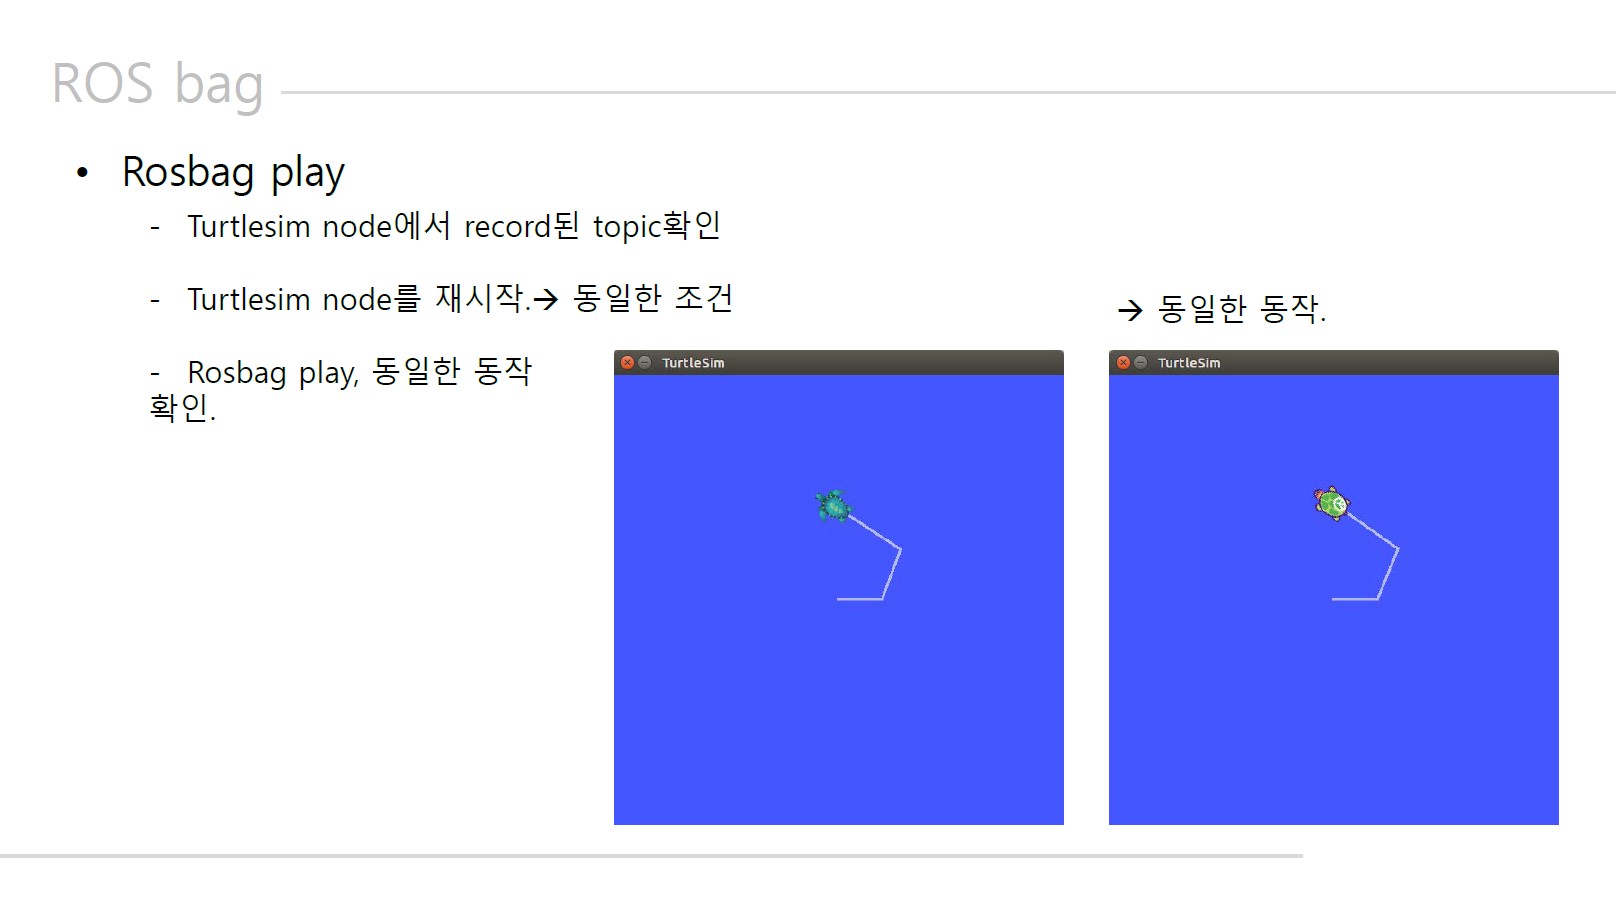 ROS bag
• Rosbag play
- Turtlesim node에서 record된 topic확인
- Turtlesim node를 재시작.→ 동일한 조건
→ 동일한 동작.
- Rosbag play, 동일한 동작
확인.
TurtleSim
TurtleSim